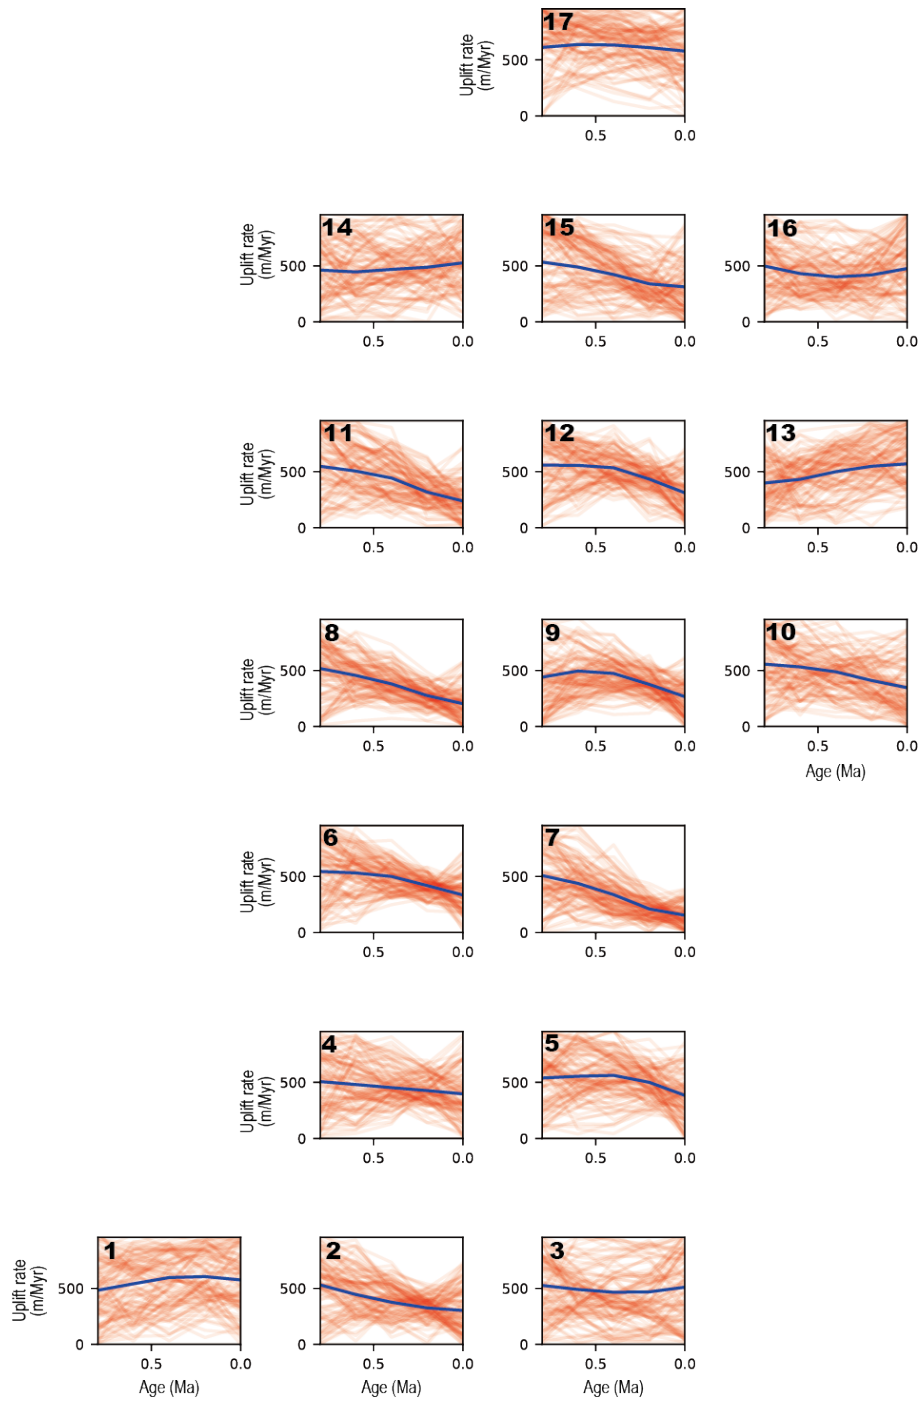 17
Uplift rate
(m/Myr)
500
0
0.5 0.0
14 15 16
Uplift rate
(m/Myr)
500 500 500
0 0 0
0.5 0.0 0.5 0.0 0.5 0.0
11 12 13
Uplift rate
(m/Myr)
500 500 500
0 0 0
0.5 0.0 0.5 0.0 0.5 0.0
8 9 10
Uplift rate
(m/Myr)
500 500 500
0 0 0
0.5 0.0 0.5 0.0 0.5 0.0
Age (Ma)
6 7
Uplift rate
(m/Myr)
500 500
0 0
0.5 0.0 0.5 0.0
4 5
Uplift rate
(m/Myr)
500 500
0 0
0.5 0.0 0.5 0.0
1 2 3
Uplift rate
(m/Myr)
500 500 500
0 0 0
0.5 0.0 0.5 0.0 0.5 0.0
Age (Ma) Age (Ma) Age (Ma)